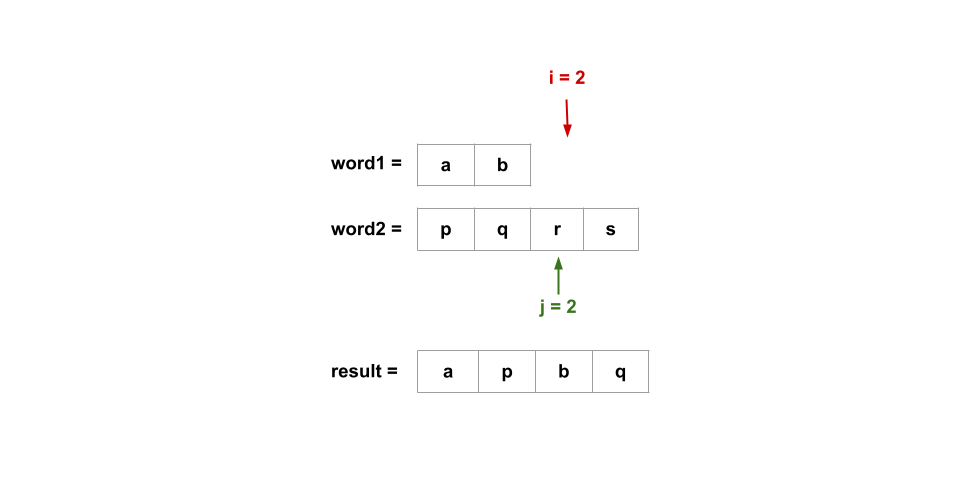 i = 2
word1 = a b
word2 = p q r s
j = 2
result = a p b q